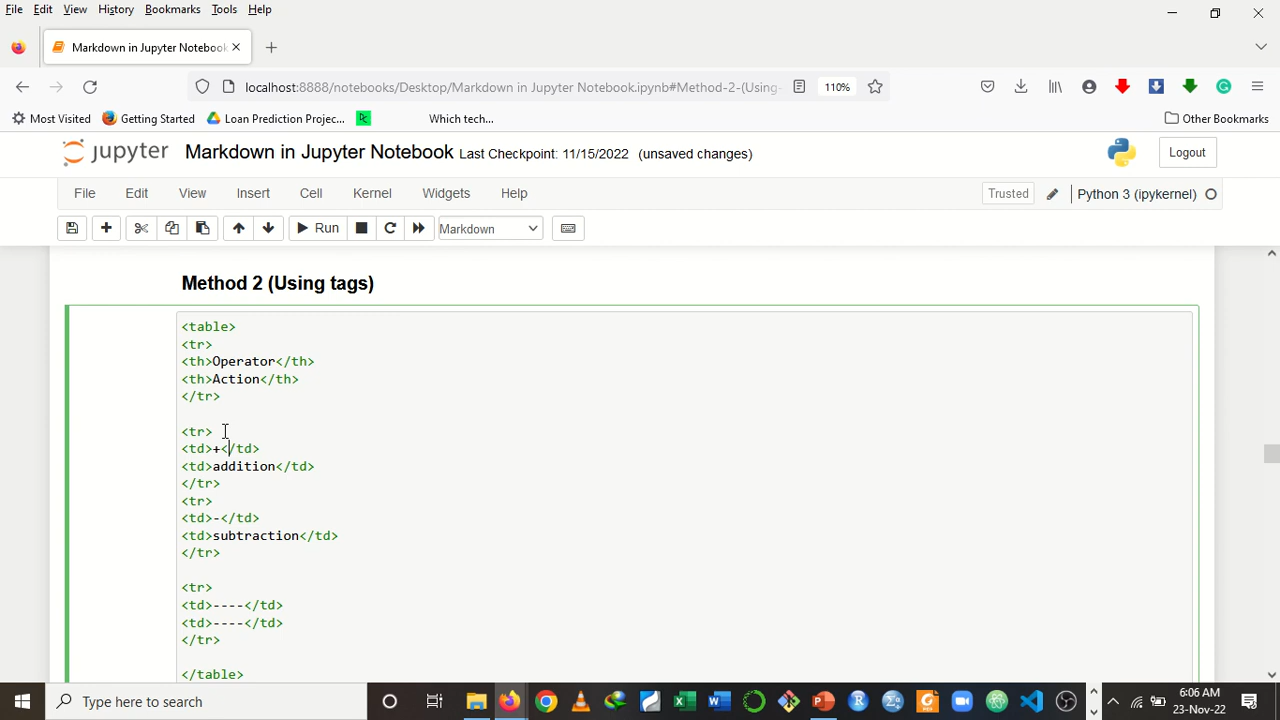 File Edit View History Bookmarks Tools Help
Markdown in Jupyter Notebook
localhost:8888/notebooks/Desktop/Markdown in Jupyter Notebook.ipynb#Method-2-(Using-
110%
Most Visited Getting Started Loan Prediction Projec... Which tech... Other Bookmarks
jupyter Markdown in Jupyter Notebook Last Checkpoint: 11/15/2022 (unsaved changes) Logout
File Edit View Insert Cell Kernel Widgets Help Trusted Python 3 (ipykernel)
Run Markdown
Method 2 (Using tags)
<table>
<tr>
<th>Operator</th>
<th>Action</th>
</tr>
<tr>
<td>+</td>
<td>addition</td>
</tr>
<tr>
<td>-</td>
<td>subtraction</td>
</tr>
<tr>
<td>----</td>
<td>----</td>
</tr>
</table>
Type here to search
6:06 AM
23-Nov-22